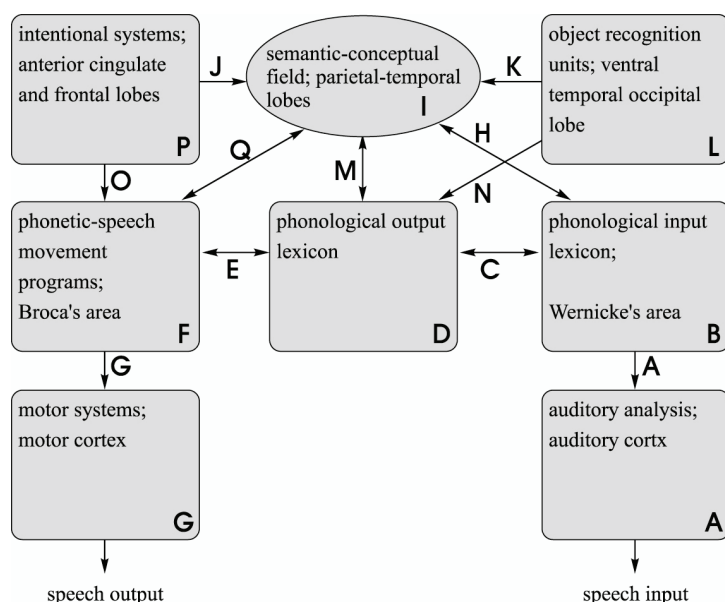 intentional systems;
anterior cingulate
and frontal lobes
P
J
semantic-conceptual
field; parietal-temporal
lobes
I
K
object recognition
units; ventral
temporal occipital
lobe
L
O
Q
M
H
N
phonetic-speech
movement
programs;
Broca's area
F
E
phonological output
lexicon
D
C
phonological input
lexicon;
Wernicke's area
B
G
A
motor systems;
motor cortex
G
auditory analysis;
auditory cortx
A
speech output
speech input